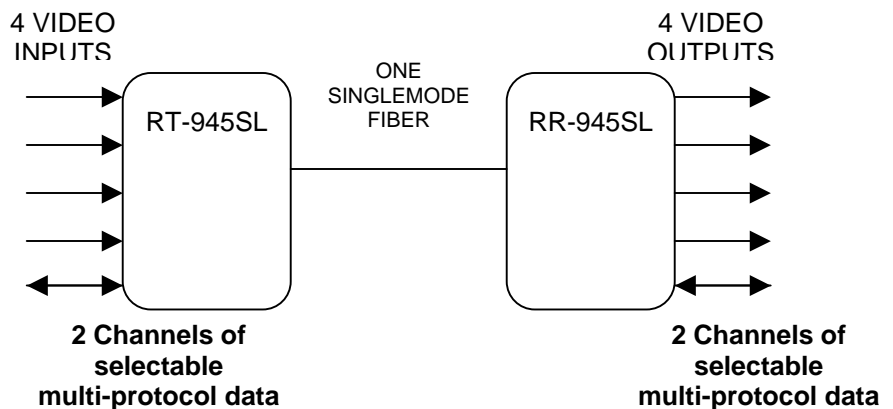 4 VIDEO
INPUTS
4 VIDEO
OUTPUTS
ONE
SINGLEMODE
FIBER
RT-945SL
RR-945SL
2 Channels of
selectable
multi-protocol data
2 Channels of
selectable
multi-protocol data